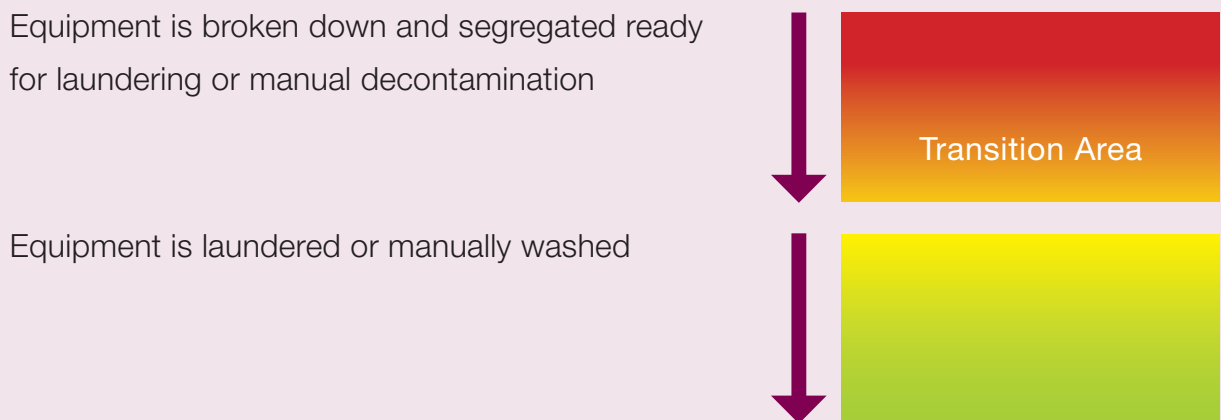 Equipment is broken down and segregated ready
for laundering or manual decontamination
Transition Area
Equipment is laundered or manually washed